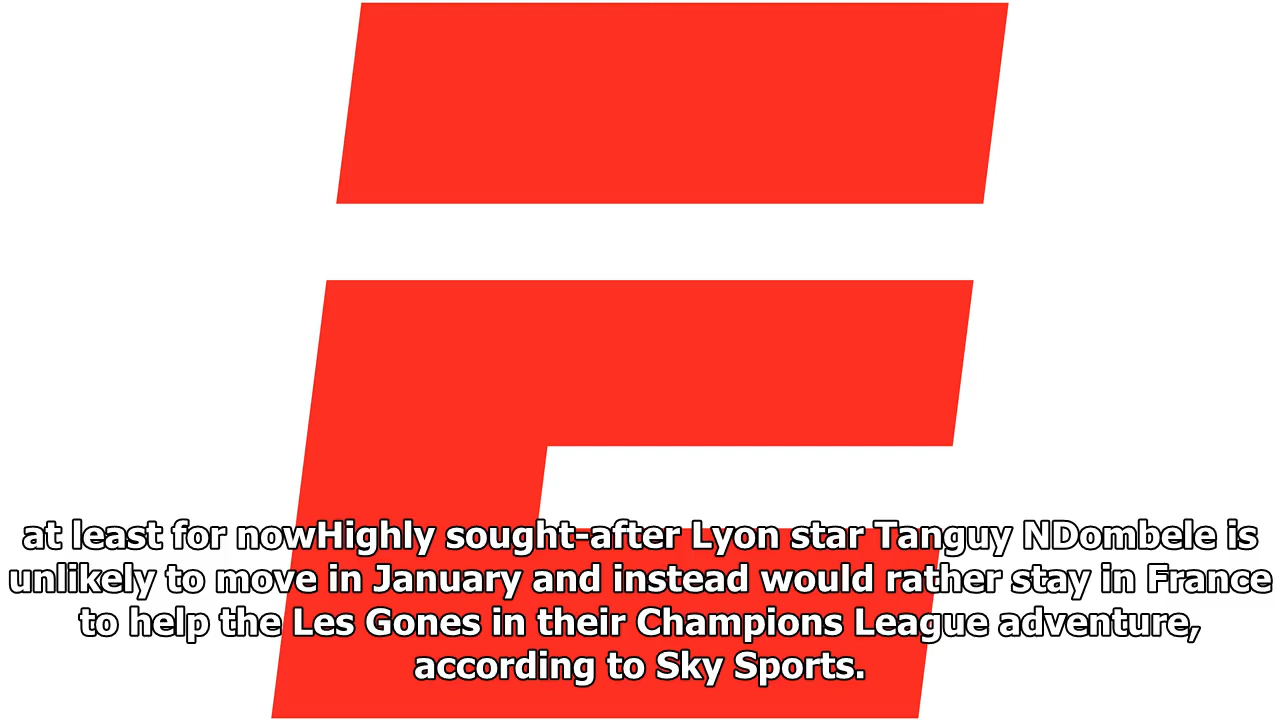 at least for nowHighly sought-after Lyon star Tanguy NDombele is
unlikely to move in January and instead would rather stay in France
to help the Les Gones in their Champions League adventure,
according to Sky Sports.